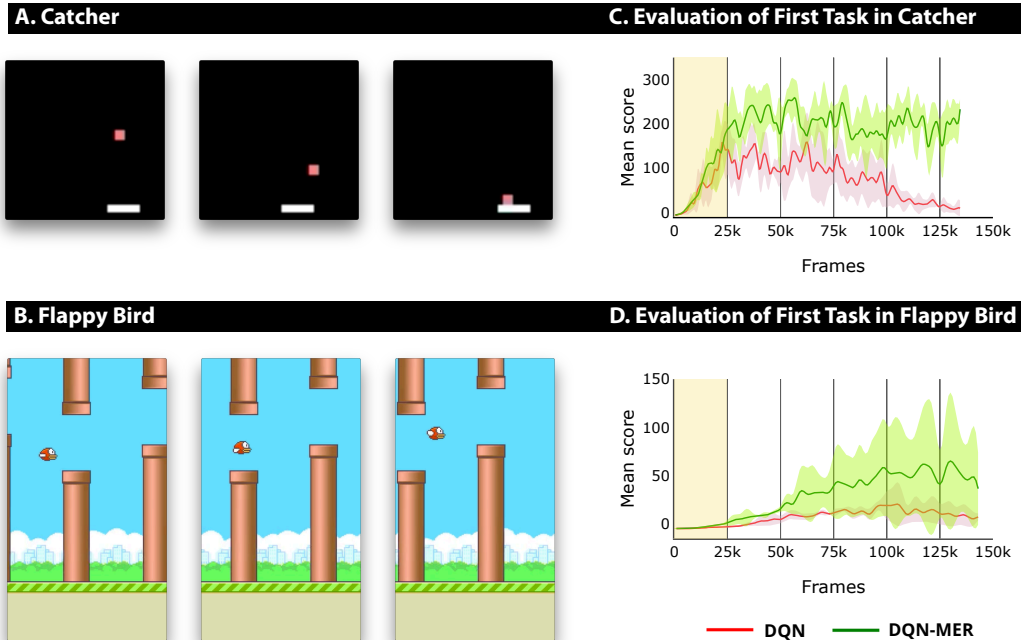 A. Catcher
C. Evaluation of First Task in Catcher
300
200
100
0
Mean score
0 25k 50k 75k 100k 125k 150k
Frames
B. Flappy Bird
D. Evaluation of First Task in Flappy Bird
150
100
50
0
Mean score
0 25k 50k 75k 100k 125k 150k
Frames
DQN DQN-MER